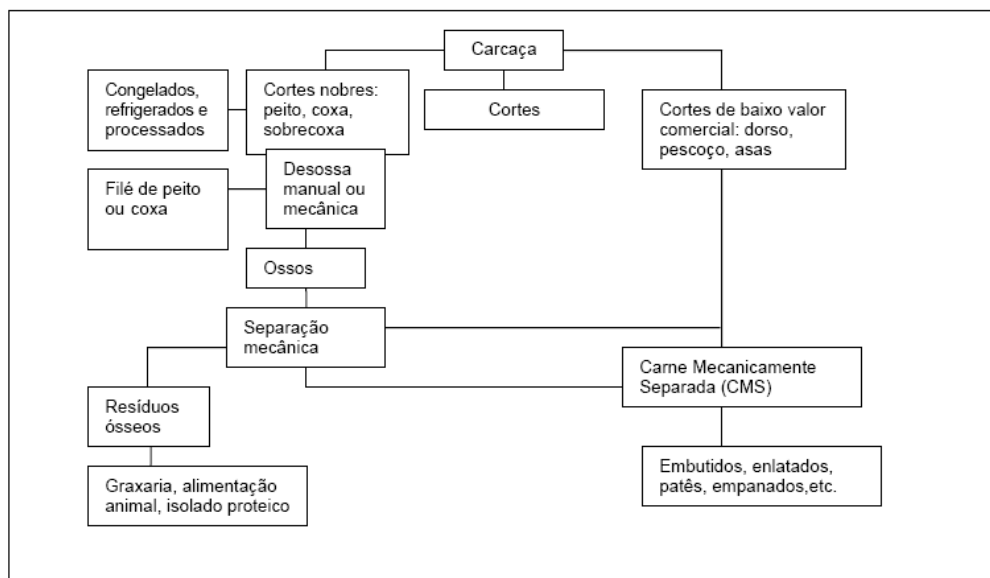 Carcaça
Congelados,
refrigerados e
processados
Cortes nobres:
peito, coxa,
sobrecoxa
Cortes
Cortes de baixo valor
comercial: dorso,
pescoço, asas
Filé de peito
ou coxa
Desossa
manual ou
mecânica
Ossos
Separação
mecânica
Carne Mecanicamente
Separada (CMS)
Resíduos
ósseos
Graxaria, alimentação
animal, isolado proteico
Embutidos, enlatados,
patês, empanados,etc.